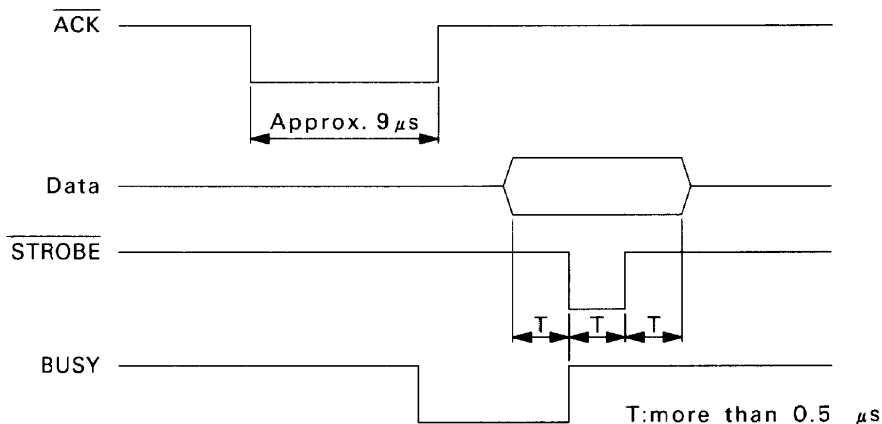 ACK
Approx. 9 μs
Data
STROBE
T T T
BUSY
T:more than 0.5 μs